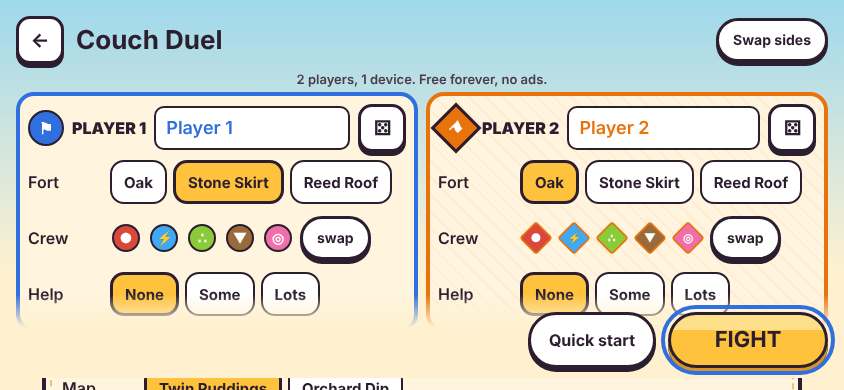 Couch Duel
Swap sides
2 players, 1 device. Free forever, no ads.
PLAYER 1 Player 1
Fort Oak Stone Skirt Reed Roof
Crew swap
Help None Some Lots
PLAYER 2 Player 2
Fort Oak Stone Skirt Reed Roof
Crew swap
Help None Some Lots
Quick start FIGHT
Map Twin Puddings Orchard Dip